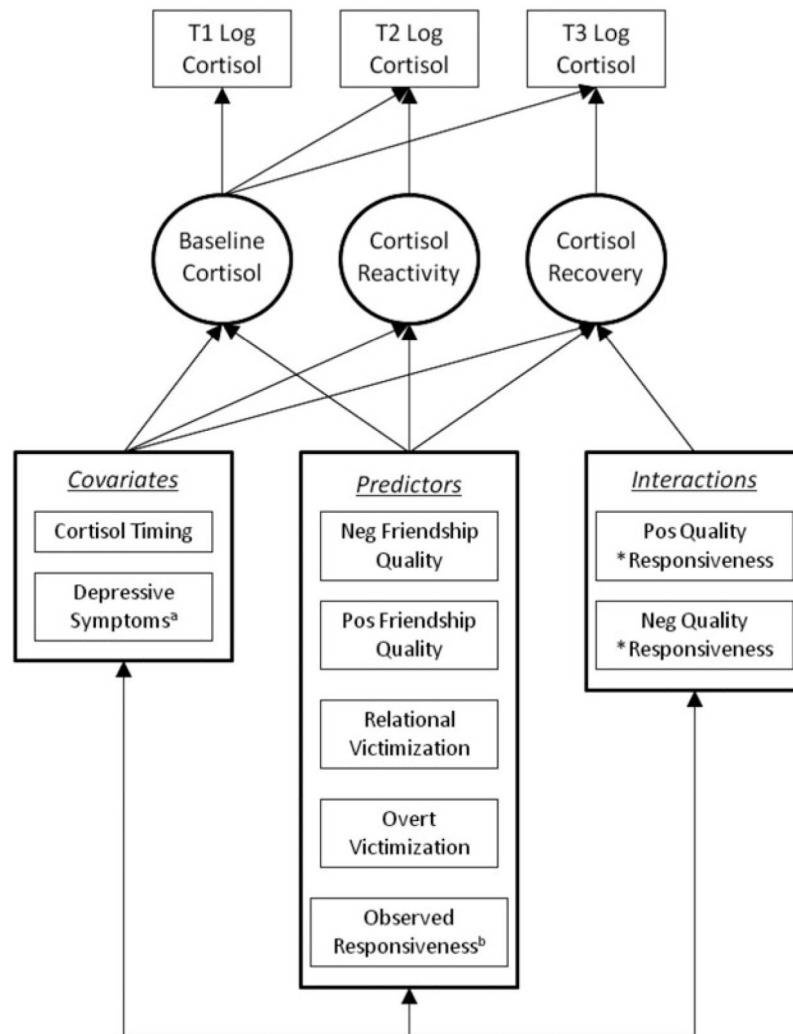 T1 Log
Cortisol
T2 Log
Cortisol
T3 Log
Cortisol
Baseline
Cortisol
Cortisol
Reactivity
Cortisol
Recovery
Covariates
Cortisol Timing
Depressive
Symptomsᵃ
Predictors
Neg Friendship
Quality
Pos Friendship
Quality
Relational
Victimization
Overt
Victimization
Observed
Responsivenessᵇ
Interactions
Pos Quality
*Responsiveness
Neg Quality
*Responsiveness